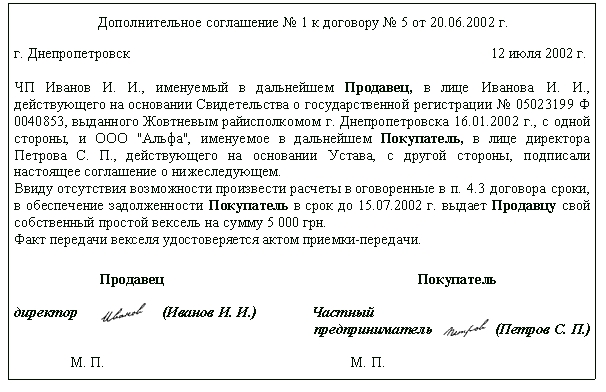 Дополнительное соглашение № 1 к договору № 5 от 20.06.2002 г.
г. Днепропетровск 12 июля 2002 г.
ЧП Иванов И. И., именуемый в дальнейшем Продавец, в лице Иванова И. И.,
действующего на основании Свидетельства о государственной регистрации № 05023199 Ф
0040853, выданного Жовтневым райисполкомом г. Днепропетровска 16.01.2002 г., с одной
стороны, и ООО "Альфа", именуемое в дальнейшем Покупатель, в лице директора
Петрова С. П., действующего на основании Устава, с другой стороны, подписали
настоящее соглашение о нижеследующем.
Ввиду отсутствия возможности произвести расчеты в оговоренные в п. 4.3 договора сроки,
в обеспечение задолженности Покупатель в срок до 15.07.2002 г. выдает Продавцу свой
собственный простой вексель на сумму 5 000 грн.
Факт передачи векселя удостоверяется актом приемки-передачи.
Продавец Покупатель
директор Иванов (Иванов И. И.) Частный
предприниматель Петров (Петров С. П.)
М. П. М. П.